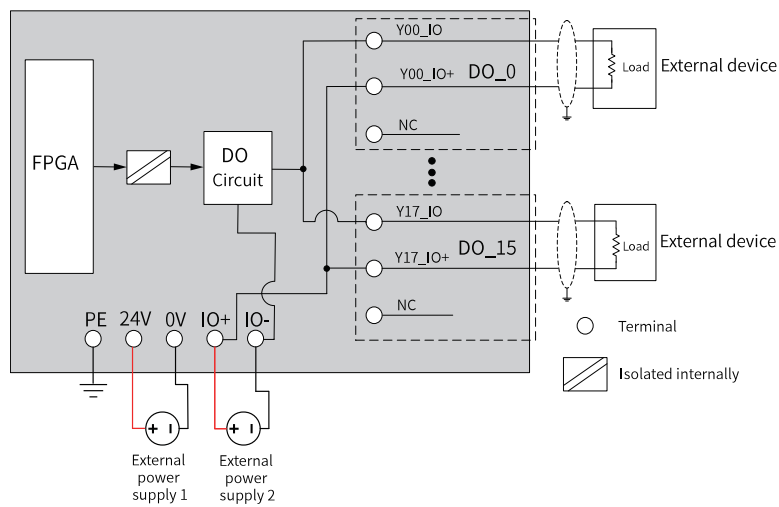 Y00_IO
Y00_IO+ DO_0
NC
Load
External device
FPGA
DO
Circuit
Y17_IO
Y17_IO+ DO_15
NC
Load
External device
PE 24V 0V IO+ IO-
Terminal
Isolated internally
+ -
+ -
External
power
supply 1
External
power
supply 2